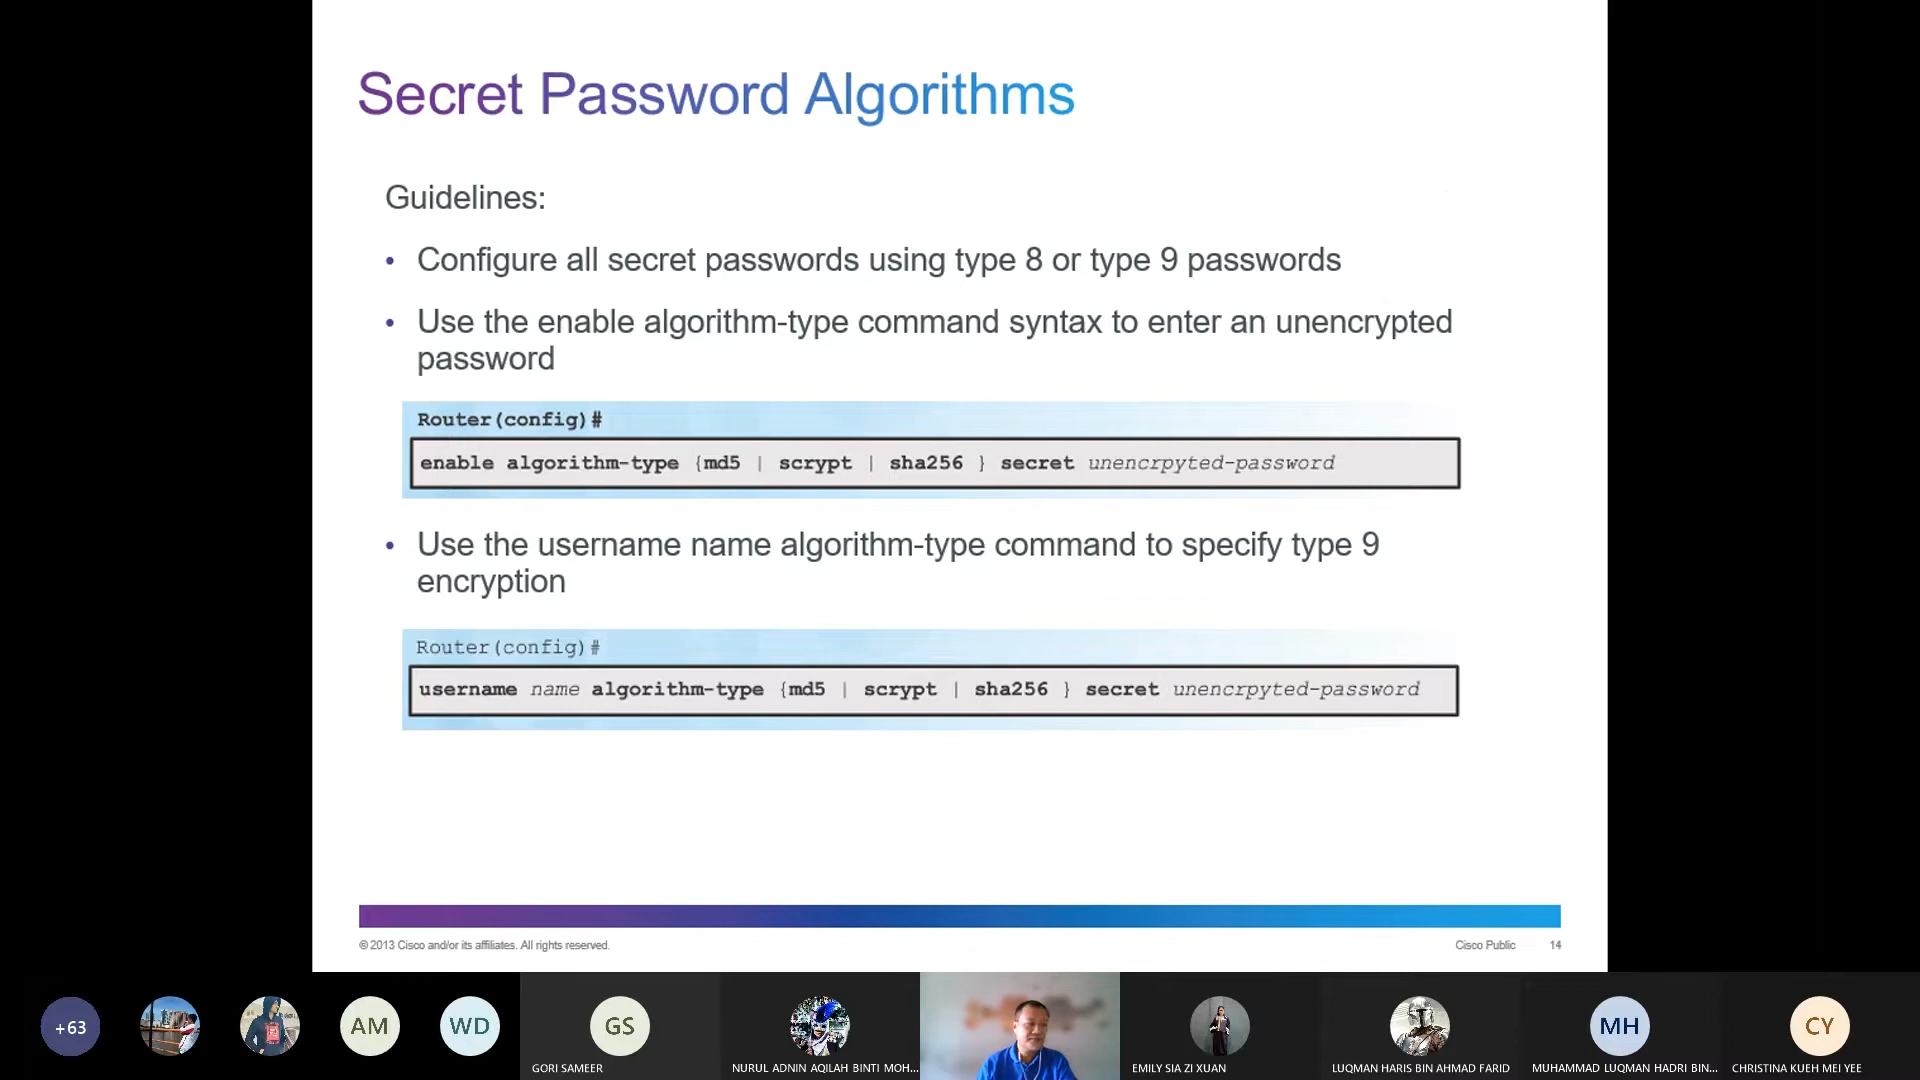 Secret Password Algorithms
Guidelines:
• Configure all secret passwords using type 8 or type 9 passwords
• Use the enable algorithm-type command syntax to enter an unencrypted
password
Router(config)#
enable algorithm-type {md5 | scrypt | sha256 } secret unencrpyted-password
• Use the username name algorithm-type command to specify type 9
encryption
Router(config)#
username name algorithm-type {md5 | scrypt | sha256 } secret unencrpyted-password
© 2013 Cisco and/or its affiliates. All rights reserved.
Cisco Public 14
+63
AM
WD
GS
MH
CY
GORI SAMEER
NURUL ADNIN AQILAH BINTI MOH...
EMILY SIA ZI XUAN
LUQMAN HARIS BIN AHMAD FARID
MUHAMMAD LUQMAN HADRI BIN...
CHRISTINA KUEH MEI YEE